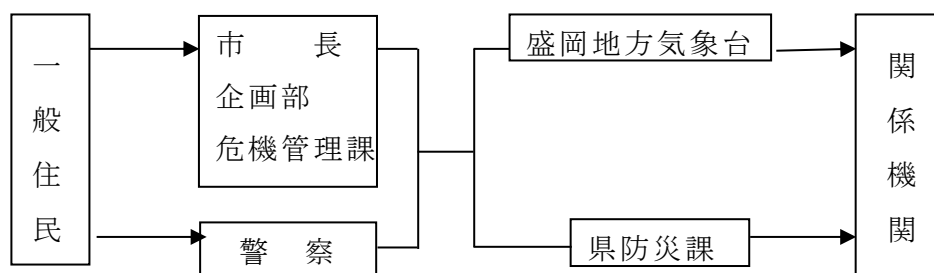 一般住民
市　　長
企画部
危機管理課
警　察
盛岡地方気象台
県防災課
関係機関